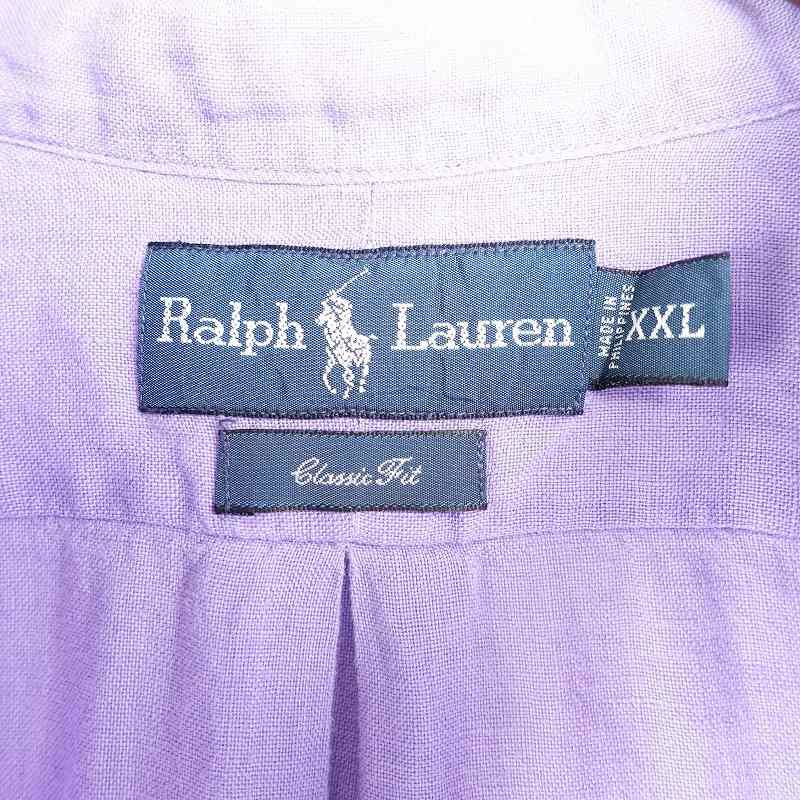 Ralph Lauren
MADE IN
PHILIPPINES
XXL
Classic Fit